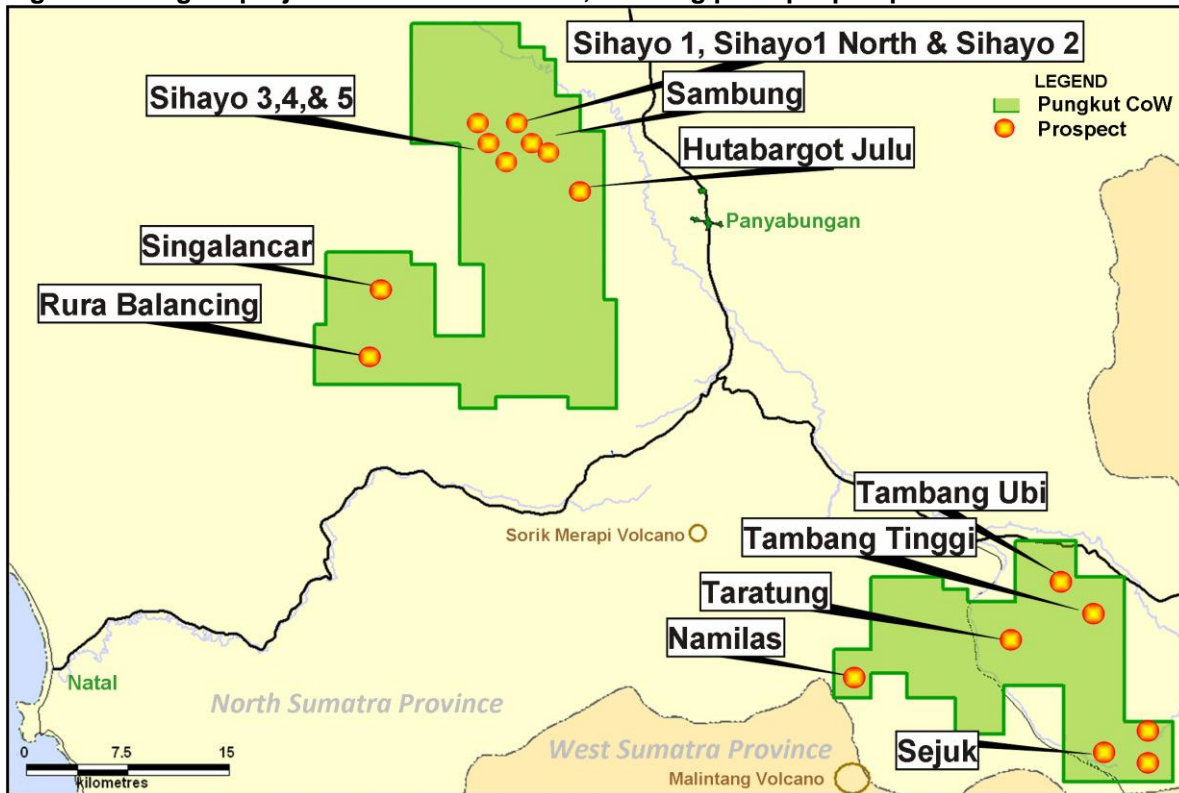 Sihayo 1, Sihayo1 North & Sihayo 2
LEGEND
Pungkut CoW
Prospect
Sihayo 3,4,& 5
Sambung
Hutabargot Julu
Panyabungan
Singalancar
Rura Balancing
Tambang Ubi
Sorik Merapi Volcano
Tambang Tinggi
Taratung
Namilas
Natal
North Sumatra Province
West Sumatra Province
Sejuk
Malintang Volcano
0 7.5 15
kilometres